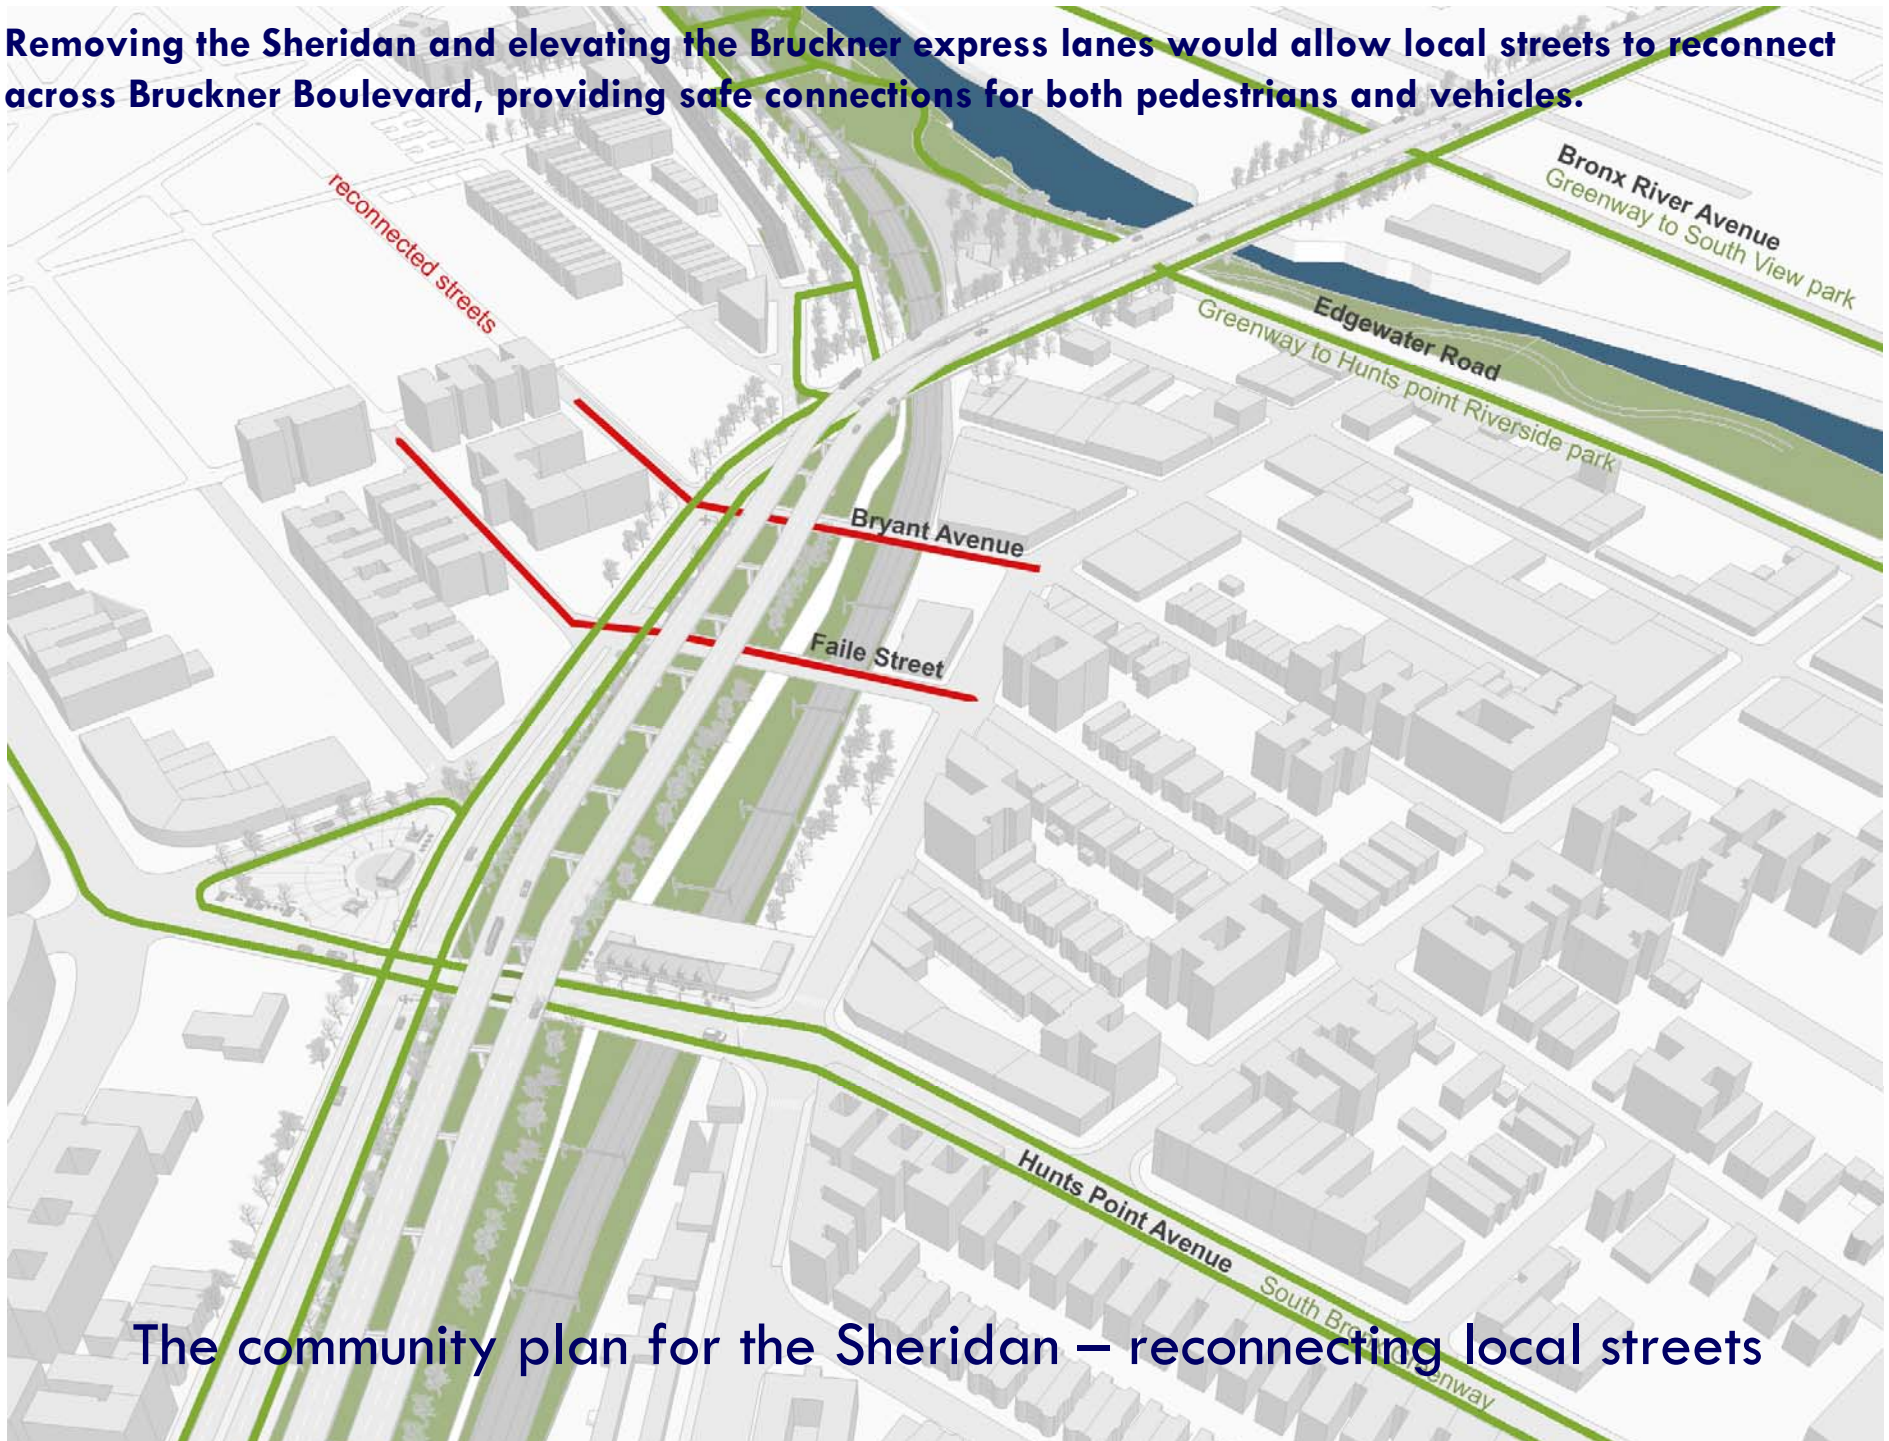 Removing the Sheridan and elevating the Bruckner express lanes would allow local streets to reconnect
across Bruckner Boulevard, providing safe connections for both pedestrians and vehicles.
reconnected streets
Bronx River Avenue
Greenway to South View park
Edgewater Road
Greenway to Hunts point Riverside park
Bryant Avenue
Faile Street
Hunts Point Avenue
South Bronx Greenway
The community plan for the Sheridan – reconnecting local streets